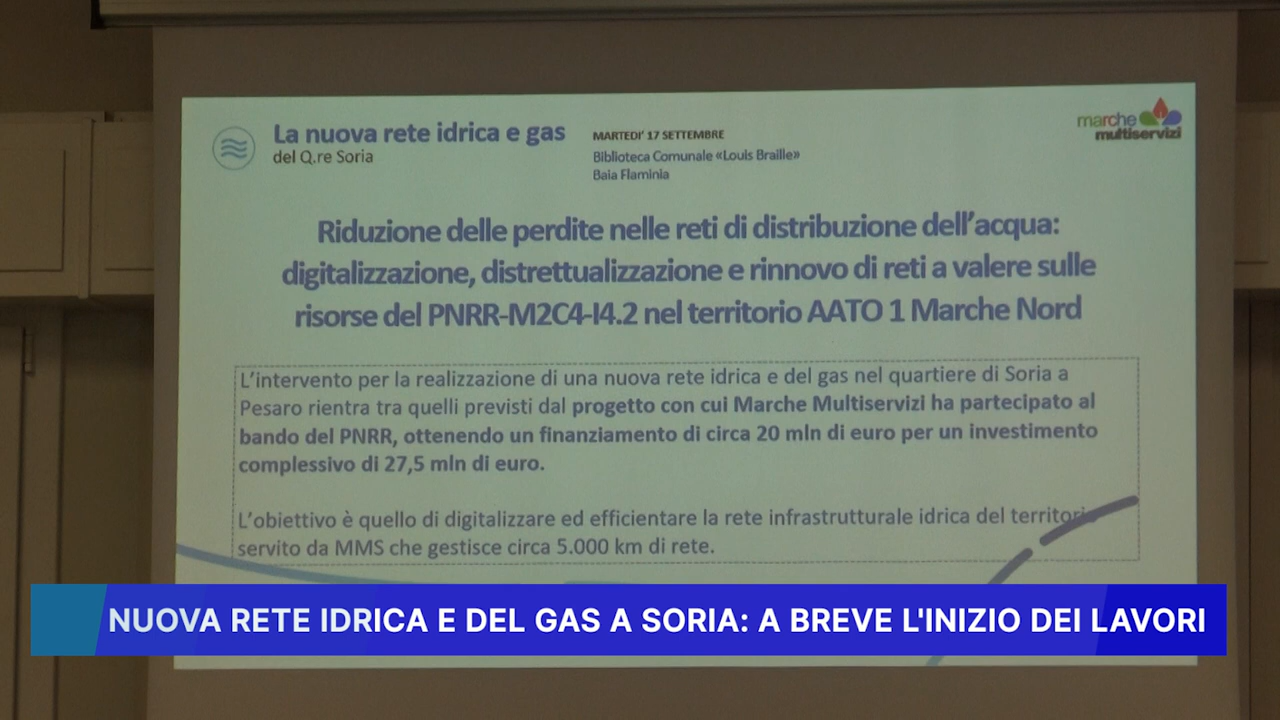 La nuova rete idrica e gas
del Q.re Soria
MARTEDI' 17 SETTEMBRE
Biblioteca Comunale «Louis Braille»
Baia Flaminia
marche
multiservizi
Riduzione delle perdite nelle reti di distribuzione dell'acqua:
digitalizzazione, distrettualizzazione e rinnovo di reti a valere sulle
risorse del PNRR-M2C4-I4.2 nel territorio AATO 1 Marche Nord
L'intervento per la realizzazione di una nuova rete idrica e del gas nel quartiere di Soria a
Pesaro rientra tra quelli previsti dal progetto con cui Marche Multiservizi ha partecipato al
bando del PNRR, ottenendo un finanziamento di circa 20 mln di euro per un investimento
complessivo di 27,5 mln di euro.
L'obiettivo è quello di digitalizzare ed efficientare la rete infrastrutturale idrica del territorio
servito da MMS che gestisce circa 5.000 km di rete.
NUOVA RETE IDRICA E DEL GAS A SORIA: A BREVE L'INIZIO DEI LAVORI